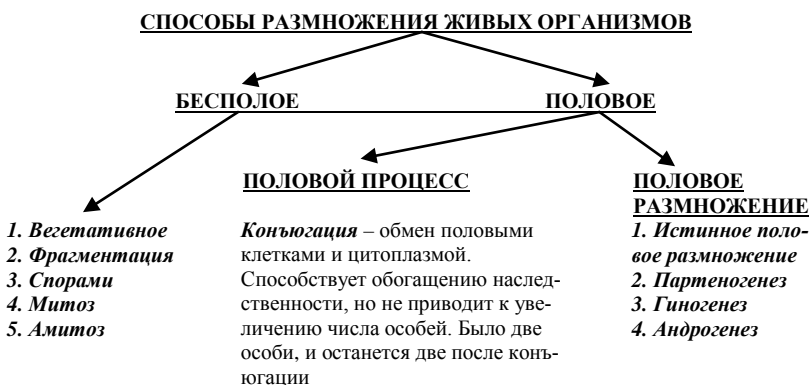 СПОСОБЫ РАЗМНОЖЕНИЯ ЖИВЫХ ОРГАНИЗМОВ
БЕСПОЛОЕ
ПОЛОВОЕ
1. Вегетативное
2. Фрагментация
3. Спорами
4. Митоз
5. Амитоз
ПОЛОВОЙ ПРОЦЕСС
Конъюгация – обмен половыми
клетками и цитоплазмой.
Способствует обогащению наслед-
ственности, но не приводит к уве-
личению числа особей. Было две
особи, и останется две после конъ-
югации
ПОЛОВОЕ
РАЗМНОЖЕНИЕ
1. Истинное поло-
вое размножение
2. Партеногенез
3. Гиногенез
4. Андрогенез